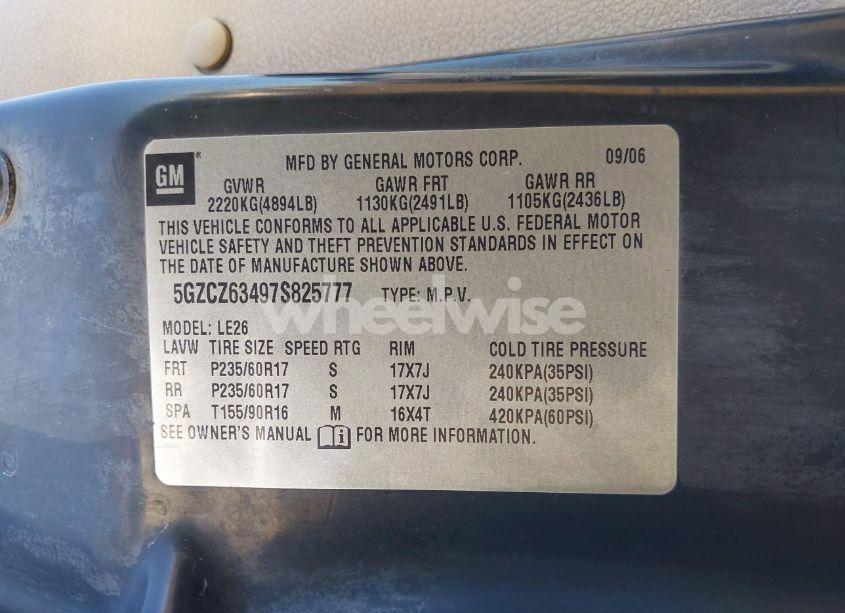 GM ® MFD BY GENERAL MOTORS CORP. 09/06
GVWR GAWR FRT GAWR RR
2220KG(4894LB) 1130KG(2491LB) 1105KG(2436LB)
THIS VEHICLE CONFORMS TO ALL APPLICABLE U.S. FEDERAL MOTOR
VEHICLE SAFETY AND THEFT PREVENTION STANDARDS IN EFFECT ON
THE DATE OF MANUFACTURE SHOWN ABOVE.
5GZCZ63497S825777 TYPE: M.P.V.
wheelwise
MODEL: LE26
LAVW TIRE SIZE SPEED RTG RIM COLD TIRE PRESSURE
FRT P235/60R17 S 17X7J 240KPA(35PSI)
RR P235/60R17 S 17X7J 240KPA(35PSI)
SPA T155/90R16 M 16X4T 420KPA(60PSI)
SEE OWNER'S MANUAL i FOR MORE INFORMATION.